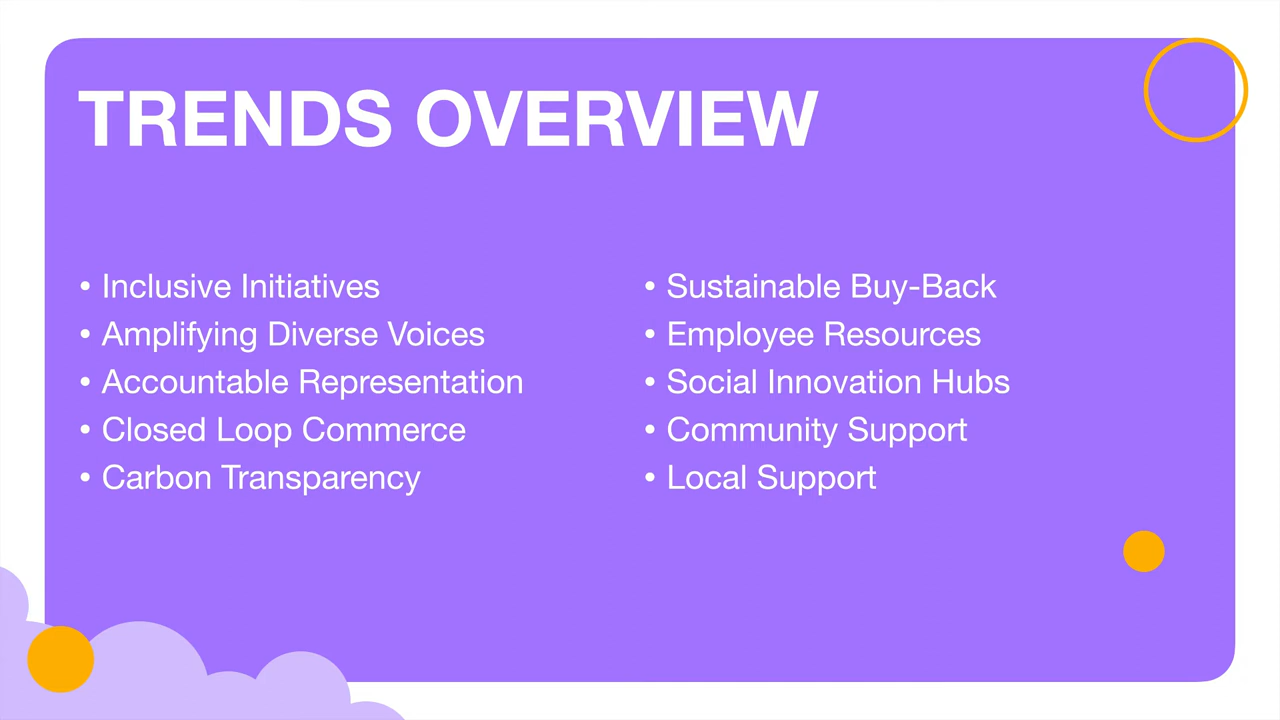 TRENDS OVERVIEW
• Inclusive Initiatives
• Amplifying Diverse Voices
• Accountable Representation
• Closed Loop Commerce
• Carbon Transparency
• Sustainable Buy-Back
• Employee Resources
• Social Innovation Hubs
• Community Support
• Local Support